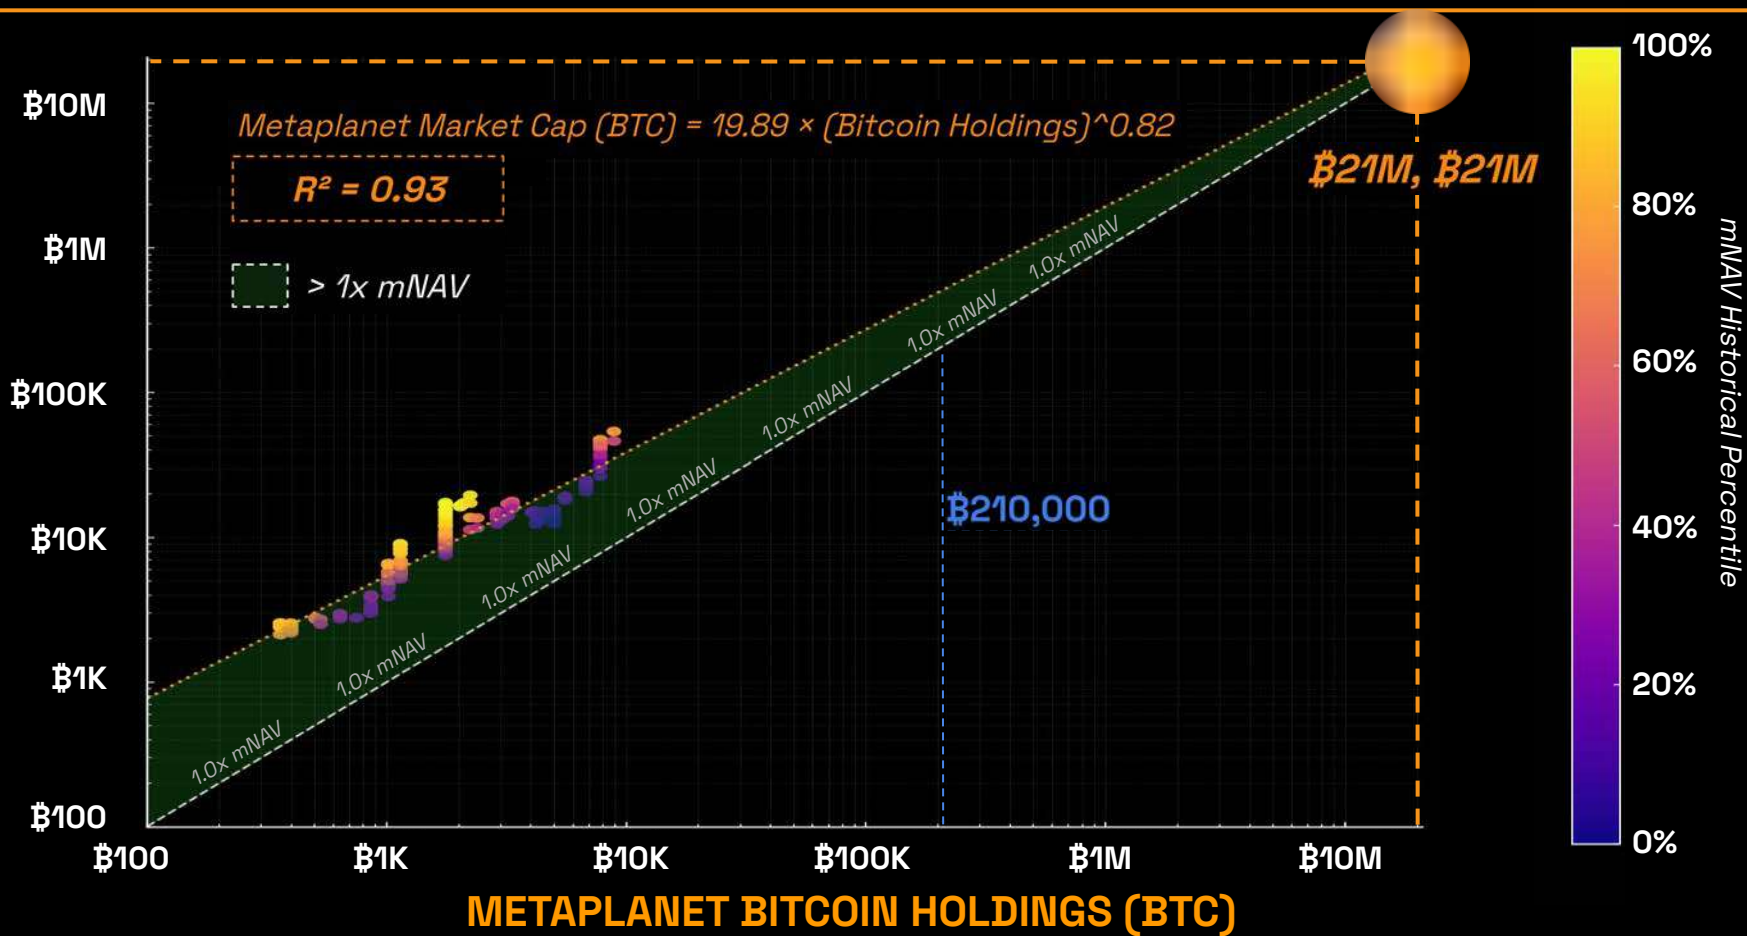 ₿10M
₿1M
₿100K
₿10K
₿1K
₿100
Metaplanet Market Cap (BTC) = 19.89 × (Bitcoin Holdings)^0.82
R² = 0.93
> 1x mNAV
₿21M, ₿21M
1.0x mNAV
1.0x mNAV
1.0x mNAV
1.0x mNAV
1.0x mNAV
1.0x mNAV
1.0x mNAV
₿210,000
₿100
₿1K
₿10K
₿100K
₿1M
₿10M
METAPLANET BITCOIN HOLDINGS (BTC)
100%
80%
60%
40%
20%
0%
mNAV Historical Percentile